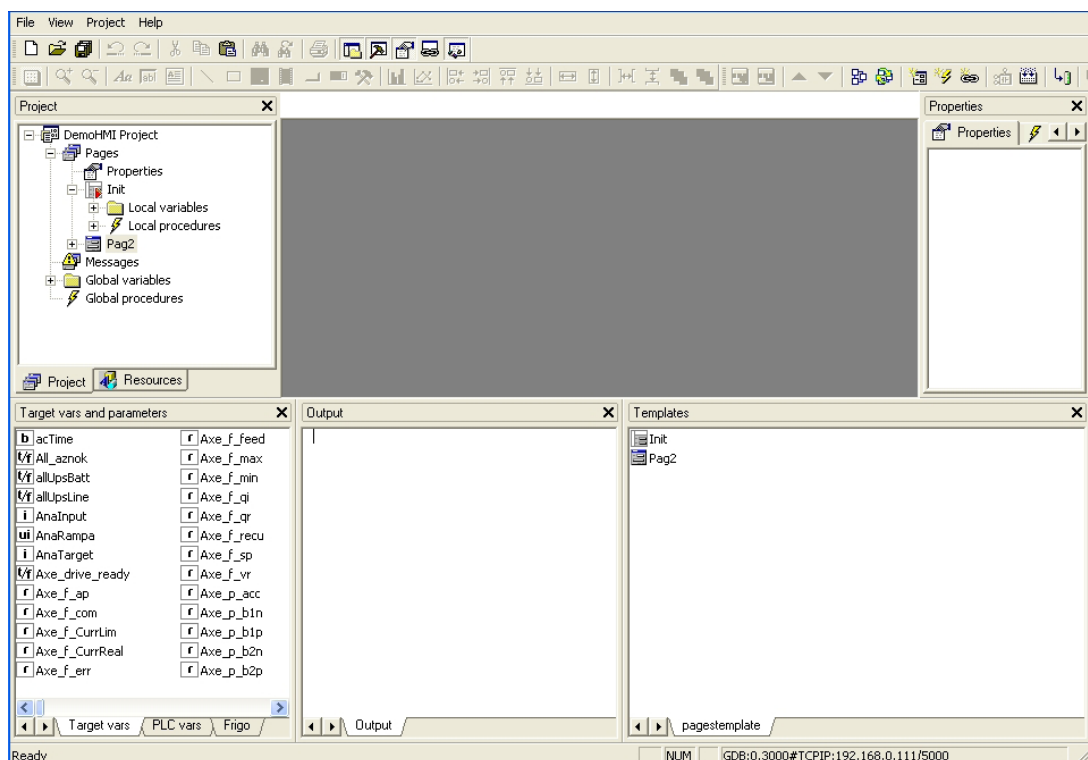 File View Project Help
Project
DemoHMI Project
Pages
Properties
Init
Local variables
Local procedures
Pag2
Messages
Global variables
Global procedures
Project Resources
Properties
Properties
Target vars and parameters
b acTime
t/f All_aznok
t/f allUpsBatt
t/f allUpsLine
i AnaInput
ui AnaRampa
i AnaTarget
t/f Axe_drive_ready
r Axe_f_ap
r Axe_f_com
r Axe_f_CurrLim
r Axe_f_CurrReal
r Axe_f_err
r Axe_f_feed
r Axe_f_max
r Axe_f_min
r Axe_f_qi
r Axe_f_qr
r Axe_f_recu
r Axe_f_sp
r Axe_f_vr
r Axe_p_acc
r Axe_p_b1n
r Axe_p_b1p
r Axe_p_b2n
r Axe_p_b2p
Target vars PLC vars Frigo
Output
Output
Templates
Init
Pag2
pagestemplate
Ready NUM GDB:0,3000#TCPIP:192.168.0.111/5000